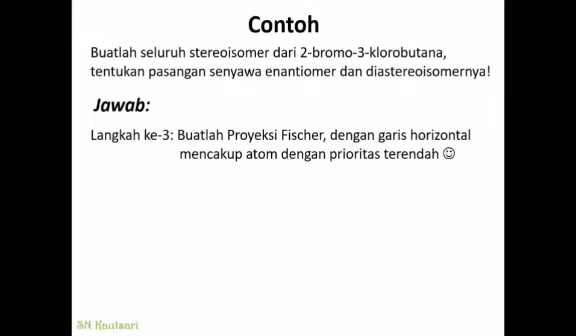 Contoh
Buatlah seluruh stereoisomer dari 2-bromo-3-klorobutana,
tentukan pasangan senyawa enantiomer dan diastereoisomernya!
Jawab:
Langkah ke-3: Buatlah Proyeksi Fischer, dengan garis horizontal
mencakup atom dengan prioritas terendah ☺
SN Kautsari